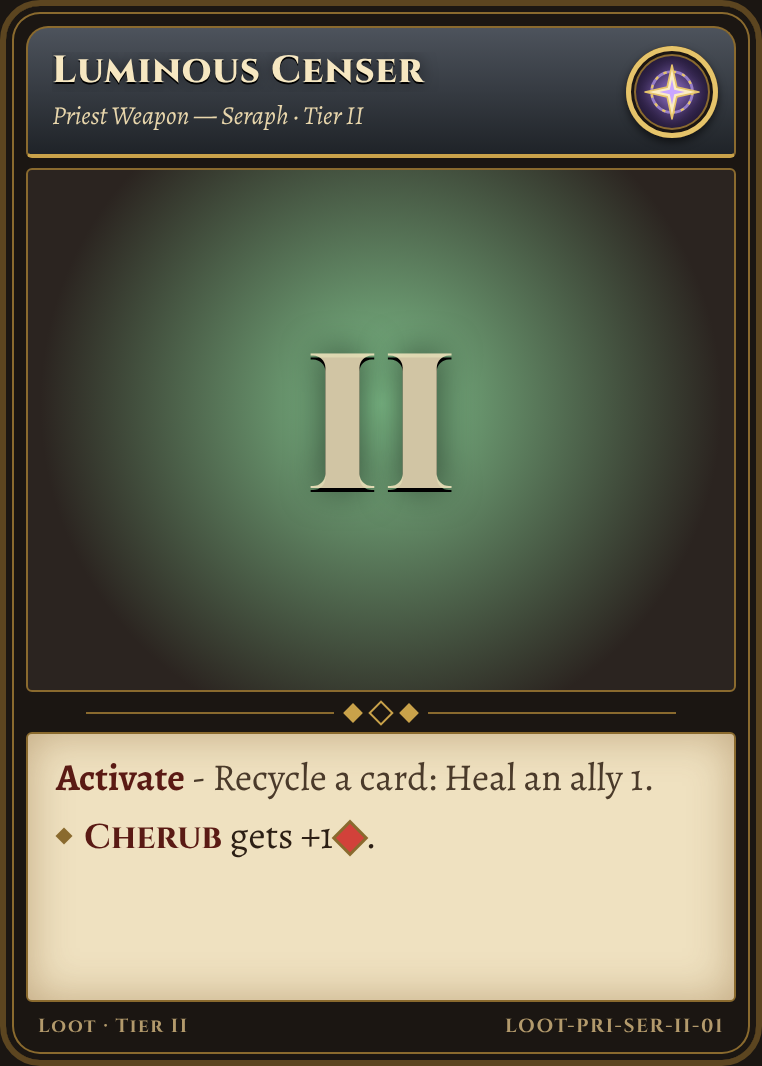 Luminous Censer
Priest Weapon — Seraph · Tier II
II
Activate - Recycle a card: Heal an ally 1.
Cherub gets +1.
Loot · Tier II
LOOT-PRI-SER-II-01